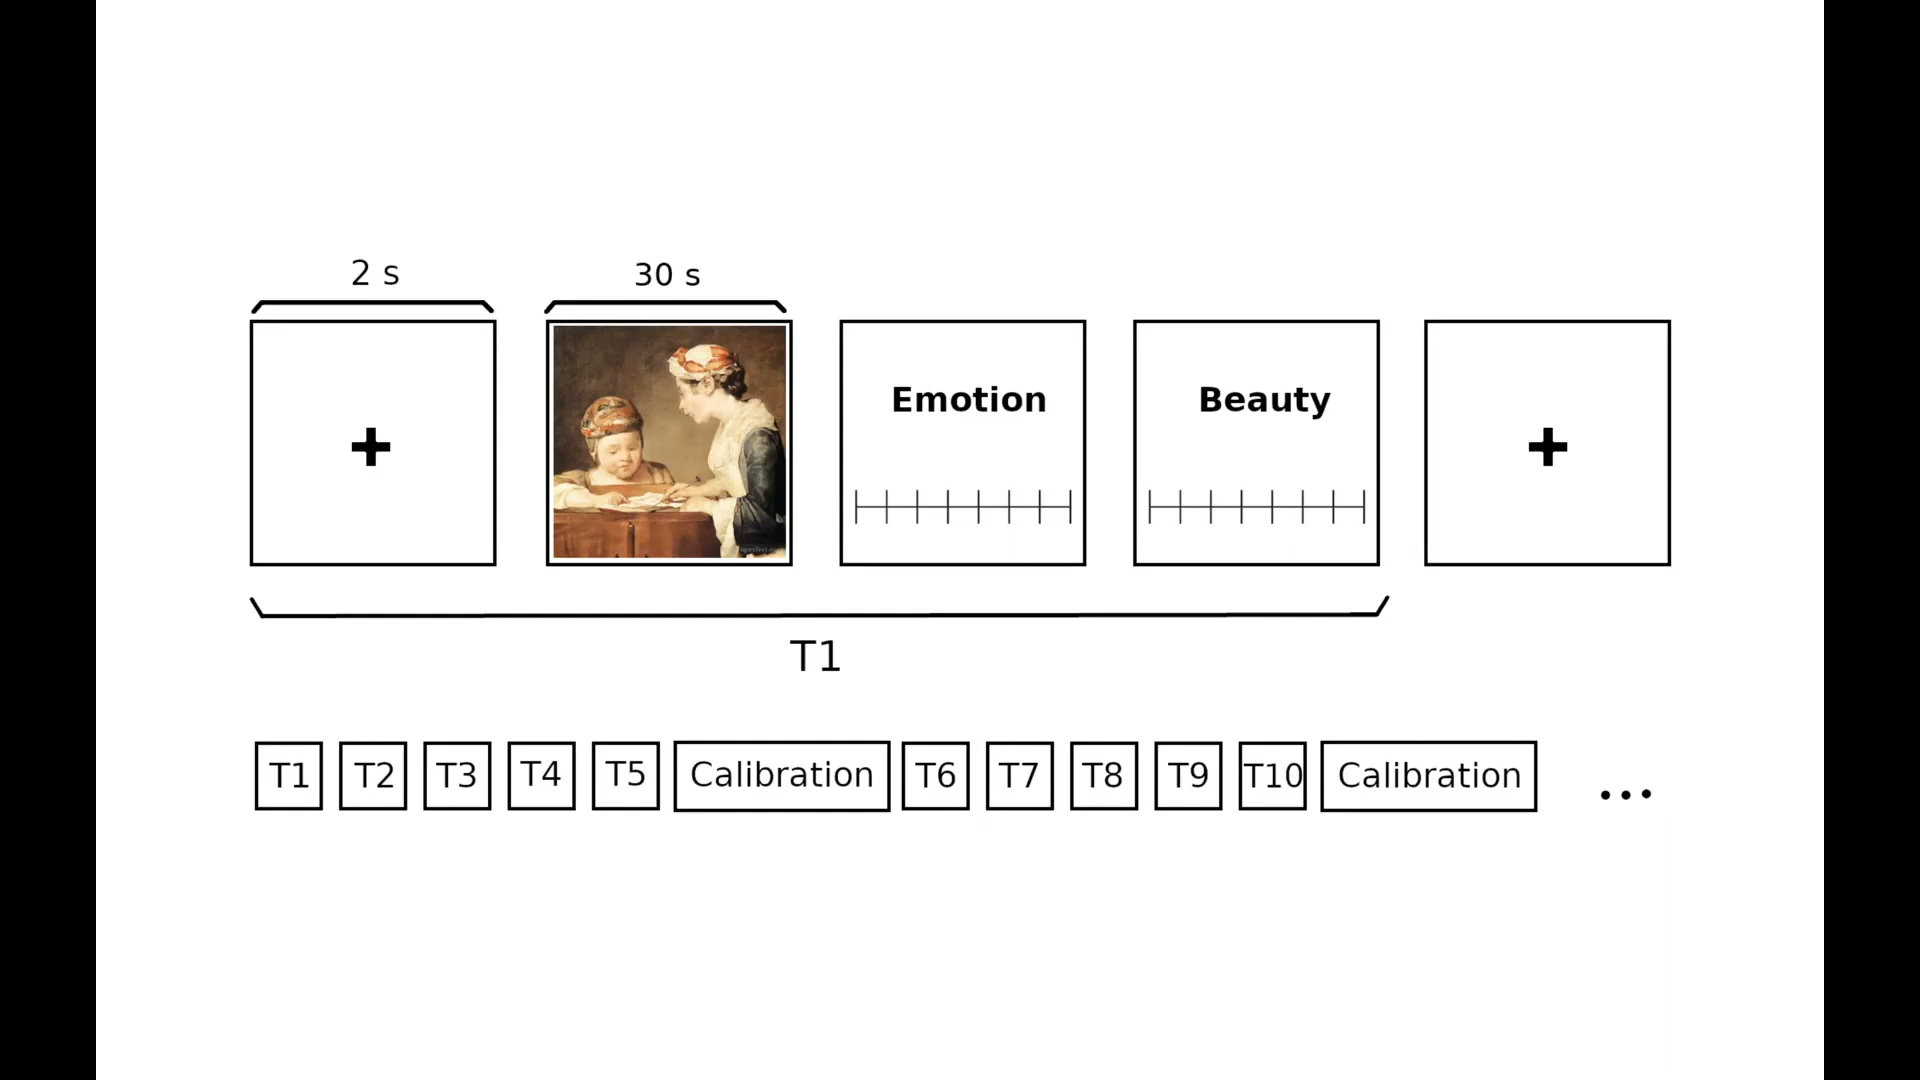 2 s
30 s
+
Emotion
Beauty
+
T1
T1 T2 T3 T4 T5 Calibration T6 T7 T8 T9 T10 Calibration ...